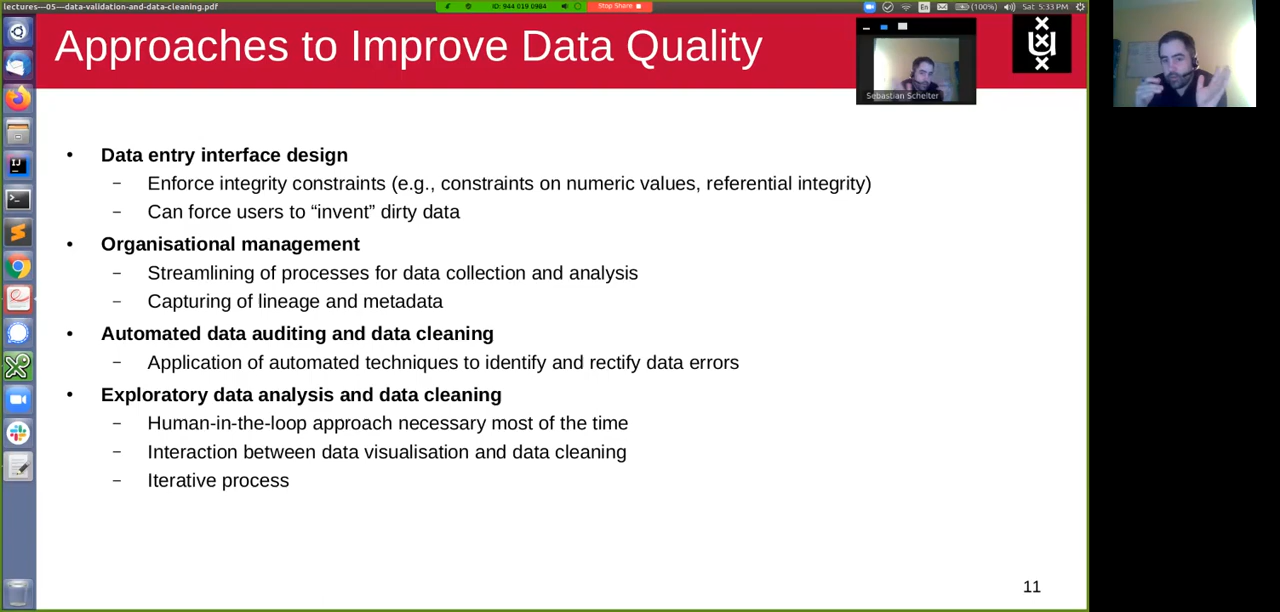 lectures---05---data-validation-and-data-cleaning.pdf
ID: 944 019 0984
Stop Share
En
(100%)
Sat 5:33 PM
Approaches to Improve Data Quality
Sebastian Schelter
• Data entry interface design
– Enforce integrity constraints (e.g., constraints on numeric values, referential integrity)
– Can force users to “invent” dirty data
• Organisational management
– Streamlining of processes for data collection and analysis
– Capturing of lineage and metadata
• Automated data auditing and data cleaning
– Application of automated techniques to identify and rectify data errors
• Exploratory data analysis and data cleaning
– Human-in-the-loop approach necessary most of the time
– Interaction between data visualisation and data cleaning
– Iterative process
11